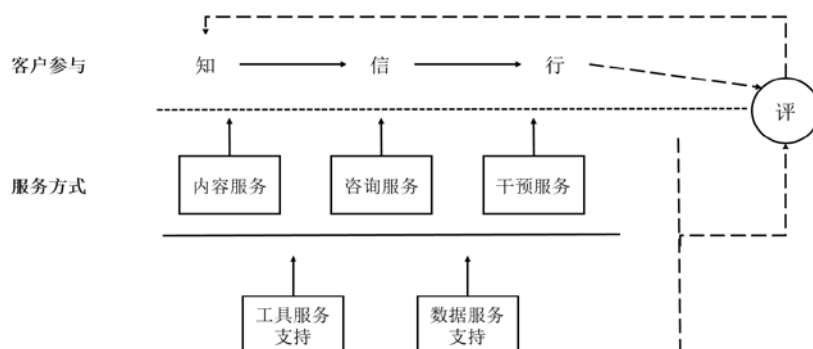 客户参与 知 信 行
评
服务方式 内容服务 咨询服务 干预服务
工具服务 数据服务
支持 支持